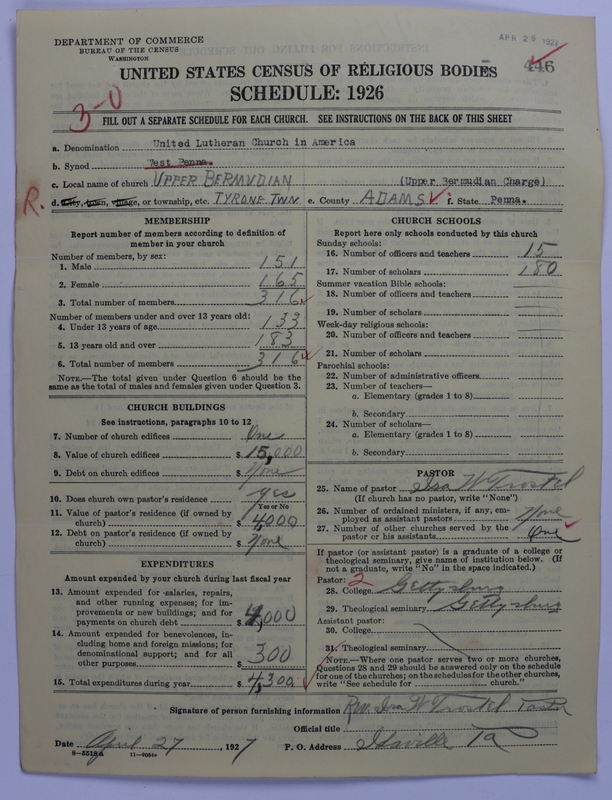 DEPARTMENT OF COMMERCE
BUREAU OF THE CENSUS
WASHINGTON
APR 28 1927
446
UNITED STATES CENSUS OF RELIGIOUS BODIES
SCHEDULE: 1926
3-0
FILL OUT A SEPARATE SCHEDULE FOR EACH CHURCH. SEE INSTRUCTIONS ON THE BACK OF THIS SHEET
a. Denomination United Lutheran Church in America
b. Synod West Penna.
c. Local name of church UPPER BERMUDIAN (Upper Bermudian Charge)
R. d. City, town, village, or township, etc. TYRONE TWN e. County ADAMS f. State Penna.
MEMBERSHIP
Report number of members according to definition of
member in your church
Number of members, by sex:
1. Male 151
2. Female 165
3. Total number of members 316
Number of members under and over 13 years old:
4. Under 13 years of age 133
5. 13 years old and over 183
6. Total number of members 316
NOTE.—The total given under Question 6 should be the
same as the total of males and females given under Question 3.
CHURCH BUILDINGS
See instructions, paragraphs 10 to 12
7. Number of church edifices One
8. Value of church edifices $ 15,000
9. Debt on church edifices $ None
10. Does church own pastor's residence yes
Yes or No
11. Value of pastor's residence (if owned by
church) $ 4,000
12. Debt on pastor's residence (if owned by
church) $ None
EXPENDITURES
Amount expended by your church during last fiscal year
13. Amount expended for salaries, repairs,
and other running expenses; for im-
provements or new buildings; and for
payments on church debt $ 4,000
14. Amount expended for benevolences, in-
cluding home and foreign missions; for
denominational support; and for all
other purposes $ 300
15. Total expenditures during year $ 4,300
CHURCH SCHOOLS
Report here only schools conducted by this church
Sunday schools:
16. Number of officers and teachers 15
17. Number of scholars 180
Summer vacation Bible schools:
18. Number of officers and teachers
19. Number of scholars
Week-day religious schools:
20. Number of officers and teachers
21. Number of scholars
Parochial schools:
22. Number of administrative officers
23. Number of teachers—
a. Elementary (grades 1 to 8)
b. Secondary
24. Number of scholars—
a. Elementary (grades 1 to 8)
b. Secondary
PASTOR
25. Name of pastor Ira W Trostel
(If church has no pastor, write "None")
26. Number of ordained ministers, if any, em-
ployed as assistant pastors None
27. Number of other churches served by the
pastor or his assistants One
If pastor (or assistant pastor) is a graduate of a college or
theological seminary, give name of institution below. (If
not a graduate, write "No" in the space indicated.)
Pastor: 2
28. College Gettysburg
29. Theological seminary Gettysburg
Assistant pastor:
30. College
31. Theological seminary
NOTE.—Where one pastor serves two or more churches,
Questions 28 and 29 should be answered only on the schedule
for one of the churches; on the schedules for the other churches,
write "See schedule for church."
Signature of person furnishing information Rev. Ira W Trostel Pastor
Official title
Date April 27, 1927 P. O. Address Idaville Pa
8—5518a